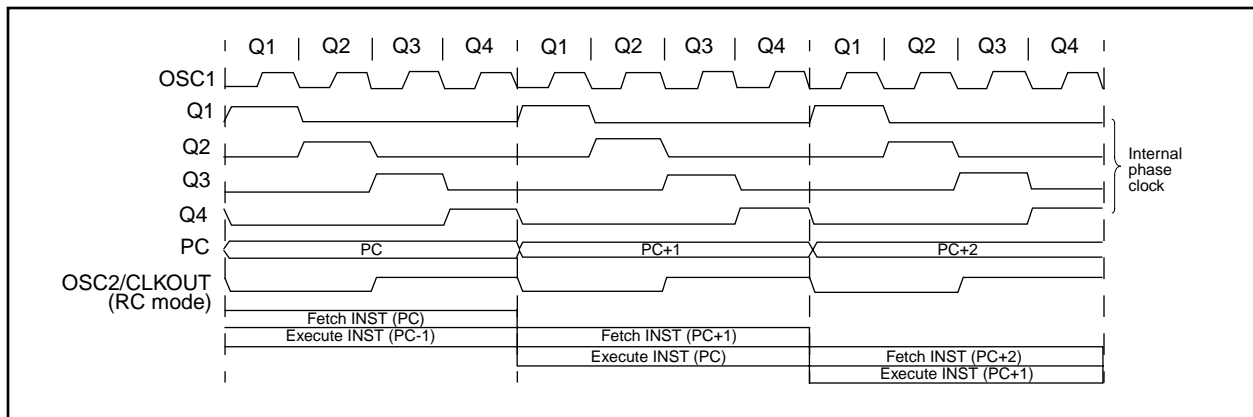 Q1 Q2 Q3 Q4 Q1 Q2 Q3 Q4 Q1 Q2 Q3 Q4
OSC1
Q1
Q2
Internal
phase
clock
Q3
Q4
PC PC PC+1 PC+2
OSC2/CLKOUT
(RC mode)
Fetch INST (PC)
Execute INST (PC-1) Fetch INST (PC+1)
Execute INST (PC) Fetch INST (PC+2)
Execute INST (PC+1)